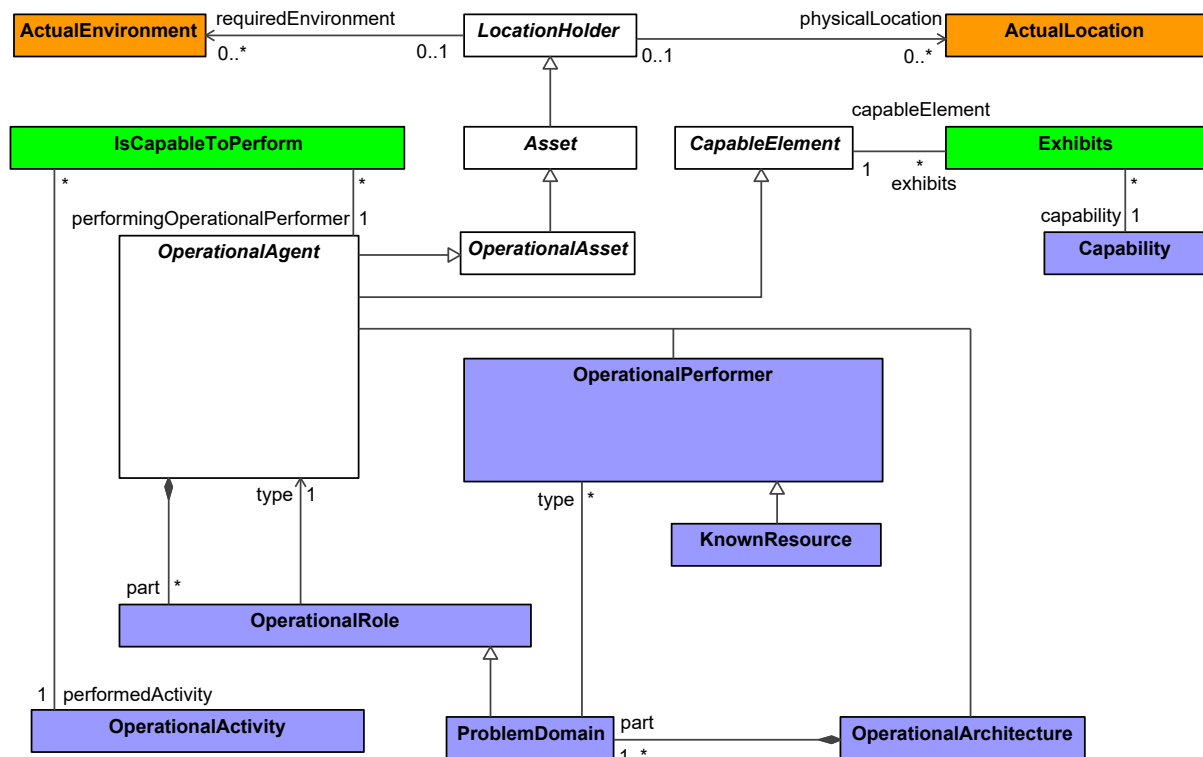 requiredEnvironment
physicalLocation
ActualEnvironment
LocationHolder
ActualLocation
0..*
0..1
0..1
0..*
capableElement
IsCapableToPerform
Asset
CapableElement
Exhibits
1
*
exhibits
*
*
*
performingOperationalPerformer
1
capability
1
OperationalAgent
OperationalAsset
Capability
OperationalPerformer
type
1
type
*
KnownResource
part
*
OperationalRole
1
performedActivity
OperationalActivity
ProblemDomain
part
1..*
OperationalArchitecture